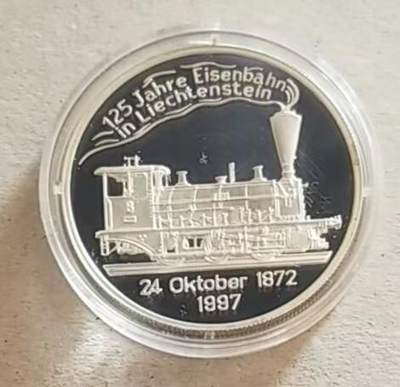 125 Jahre Eisenbahn
in Liechtenstein
24 Oktober 1872
1997